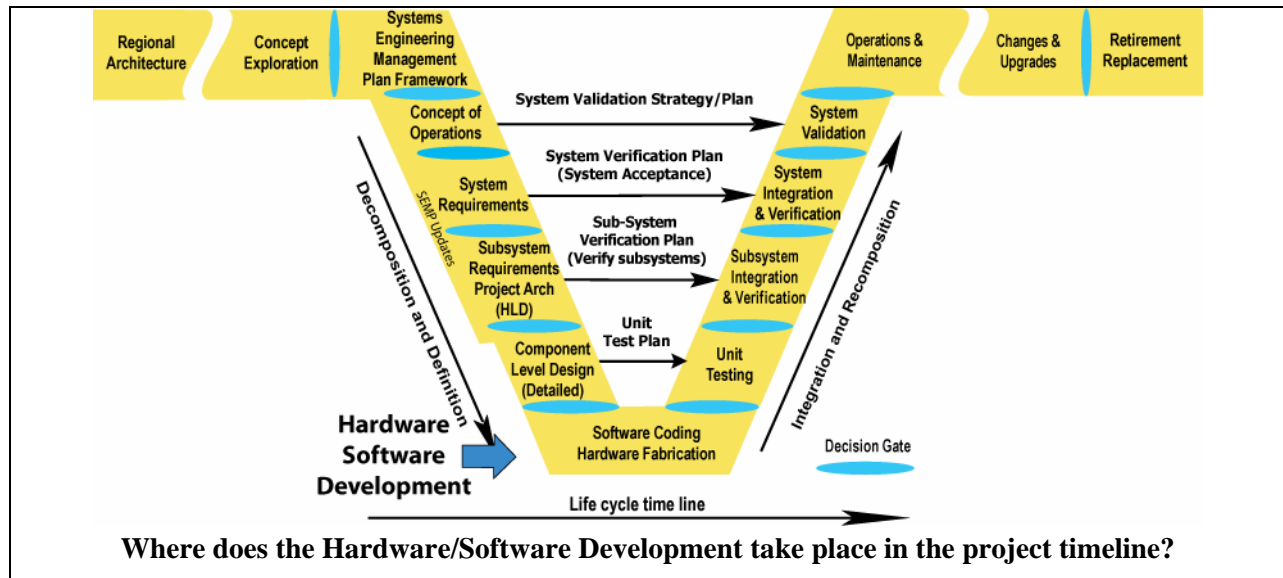 Regional
Architecture
Concept
Exploration
Systems
Engineering
Management
Plan Framework
Operations &
Maintenance
Changes &
Upgrades
Retirement
Replacement
Concept of
Operations
System Validation Strategy/Plan
System
Validation
System
Requirements
System Verification Plan
(System Acceptance)
System
Integration
& Verification
SEMP Updates
Subsystem
Requirements
Project Arch
(HLD)
Sub-System
Verification Plan
(Verify subsystems)
Subsystem
Integration
& Verification
Component
Level Design
(Detailed)
Unit
Test Plan
Unit
Testing
Decomposition and Definition
Integration and Recomposition
Hardware
Software
Development
Software Coding
Hardware Fabrication
Decision Gate
Life cycle time line
Where does the Hardware/Software Development take place in the project timeline?